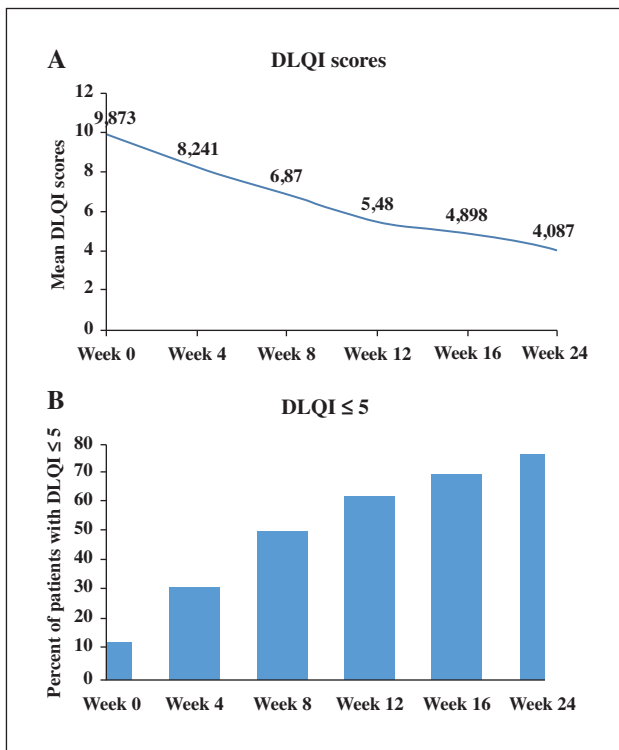 A
DLQI scores
Mean DLQI scores
12
10
8
6
4
2
0
9,873
8,241
6,87
5,48
4,898
4,087
Week 0 Week 4 Week 8 Week 12 Week 16 Week 24
B
DLQI ≤ 5
Percent of patients with DLQI ≤ 5
80
70
60
50
40
30
20
10
0
Week 0 Week 4 Week 8 Week 12 Week 16 Week 24